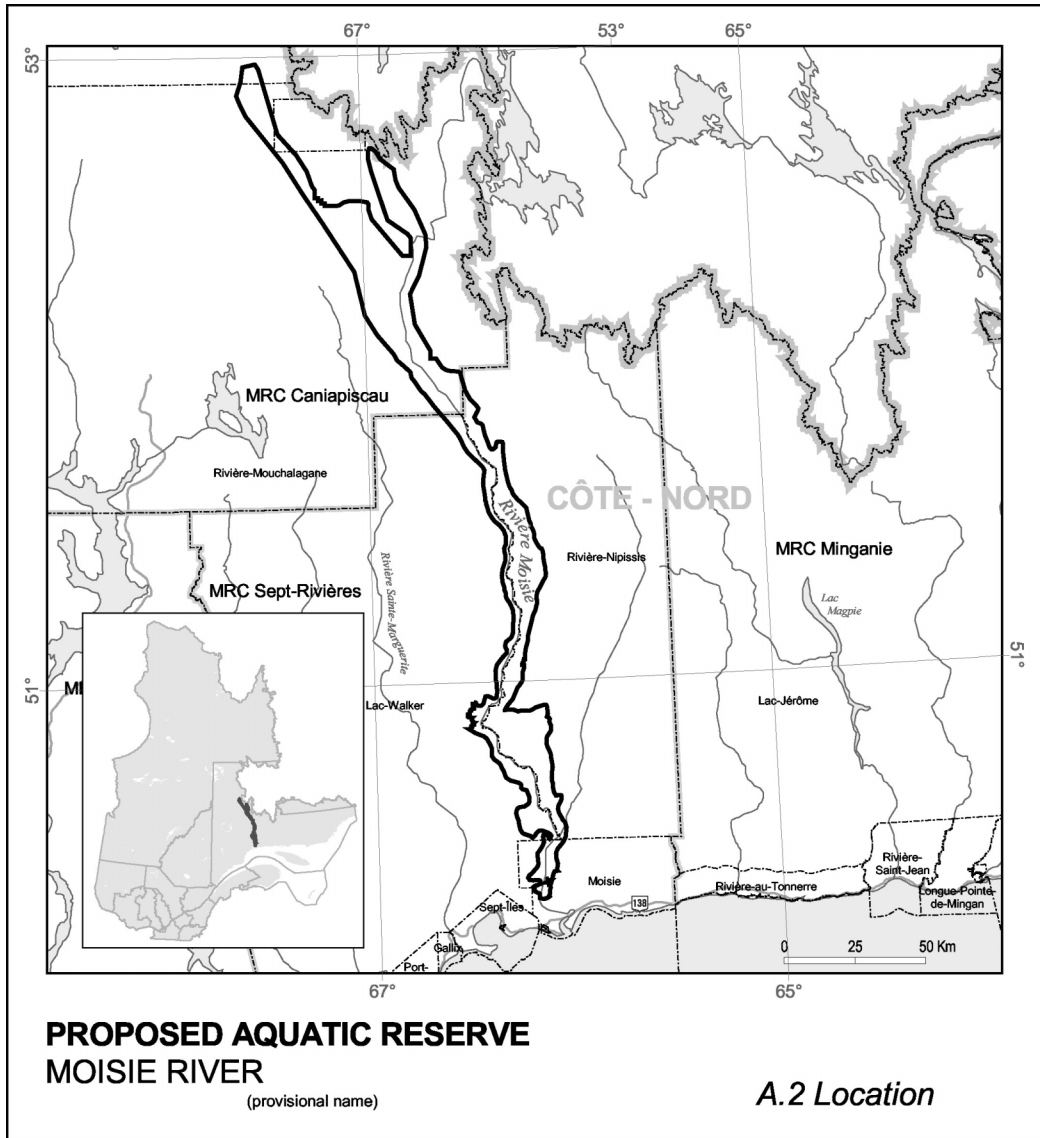 67°
53°
65°
53°
MRC Caniapiscau
Rivière-Mouchalagane
CÔTE - NORD
Rivière Moisie
Rivière-Nipissis
MRC Minganie
Rivière Sainte-Marguerite
MRC Sept-Rivières
Lac
Magpie
51°
51°
Lac-Walker
Lac-Jérôme
Moisie
Rivière-au-Tonnerre
Rivière-
Saint-Jean
Longue-Pointe-
de-Mingan
Sept-Iles
138
Gallix
Port-
0 25 50 Km
67°
65°
PROPOSED AQUATIC RESERVE
MOISIE RIVER
(provisional name)
A.2 Location